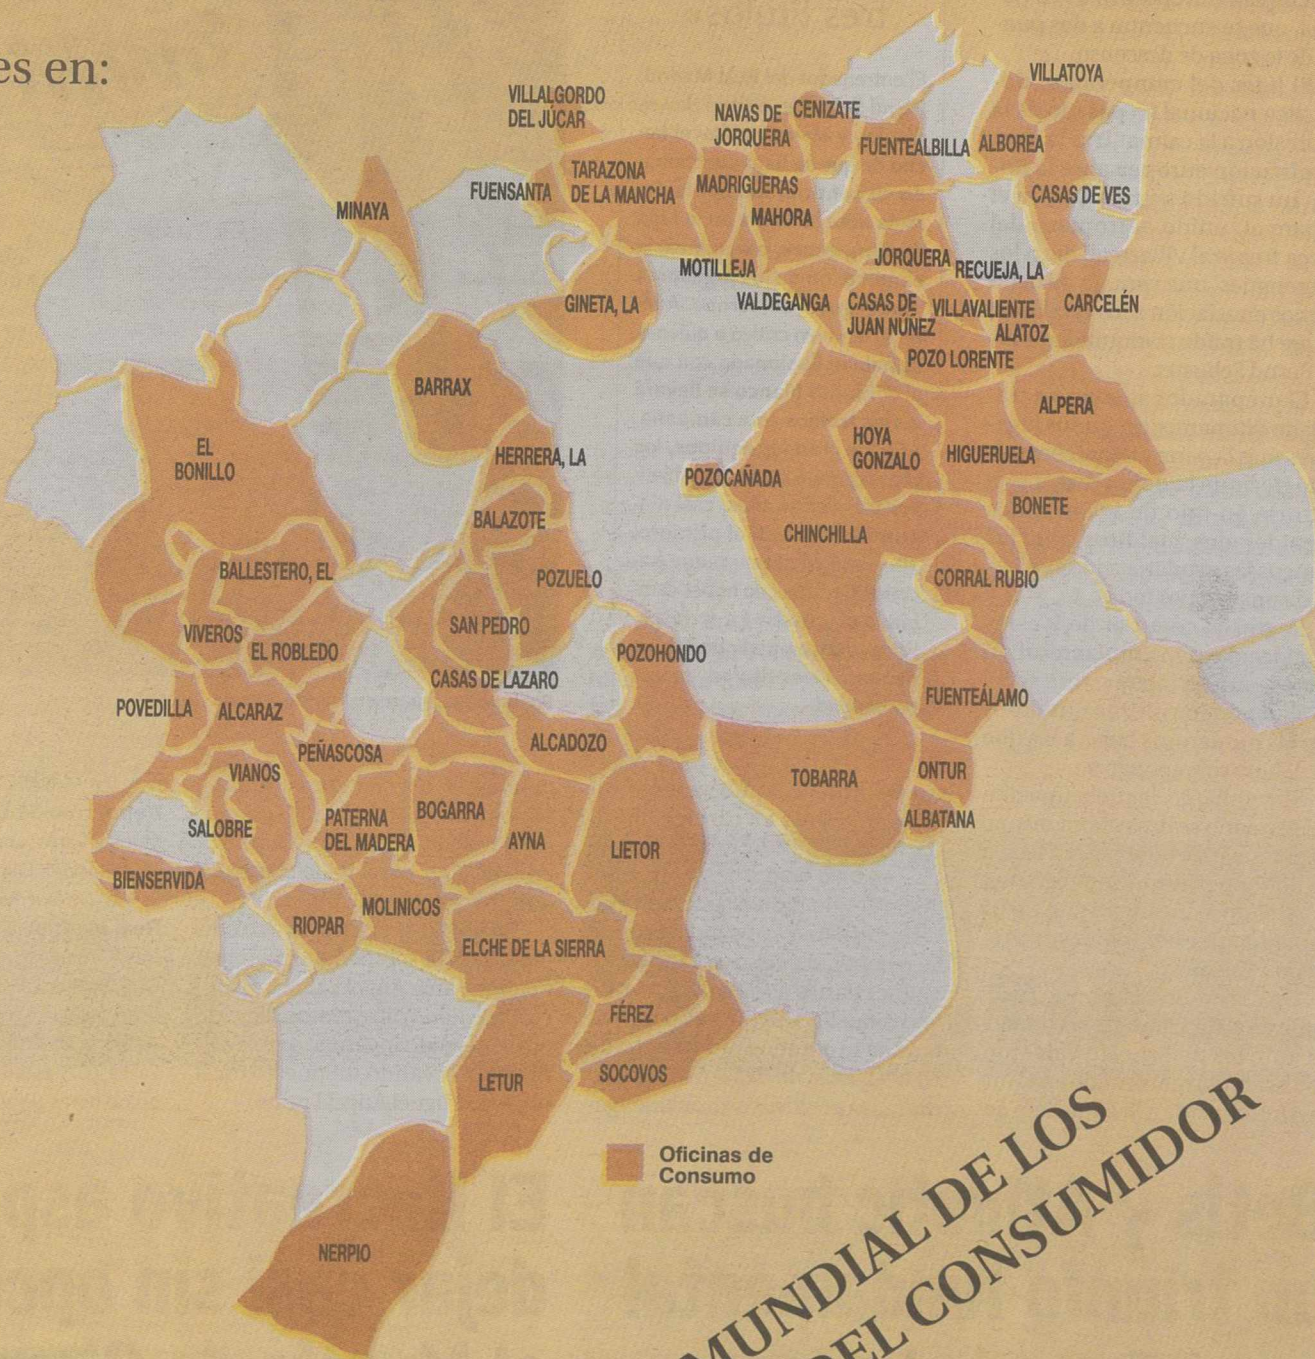 es en:
VILLATOYA
VILLALGORDO
DEL JÚCAR
NAVAS DE
JORQUERA
CENIZATE
FUENTEALBILLA
ALBOREA
TARAZONA
DE LA MANCHA
FUENSANTA
MADRIGUERAS
CASAS DE VES
MINAYA
MAHORA
MOTILLEJA
JORQUERA
RECUEJA, LA
GINETA, LA
VALDEGANGA
CASAS DE
JUAN NÚÑEZ
VILLAVALIENTE
CARCELÉN
ALATOZ
POZO LORENTE
BARRAX
ALPERA
EL
BONILLO
HERRERA, LA
HOYA
GONZALO
HIGUERUELA
POZOCAÑADA
BALAZOTE
BONETE
CHINCHILLA
BALLESTERO, EL
POZUELO
CORRAL RUBIO
VIVEROS
SAN PEDRO
EL ROBLEDO
POZOHONDO
CASAS DE LAZARO
POVEDILLA
ALCARAZ
FUENTEÁLAMO
PEÑASCOSA
ALCADOZO
VIANOS
TOBARRA
ONTUR
SALOBRE
PATERNA
DEL MADERA
BOGARRA
AYNA
LIETOR
ALBATANA
BIENSERVIDA
RIOPAR
MOLINICOS
ELCHE DE LA SIERRA
FÉREZ
LETUR
SOCOVOS
Oficinas de
Consumo
NERPIO
MUNDIAL DE LOS
DEL CONSUMIDOR